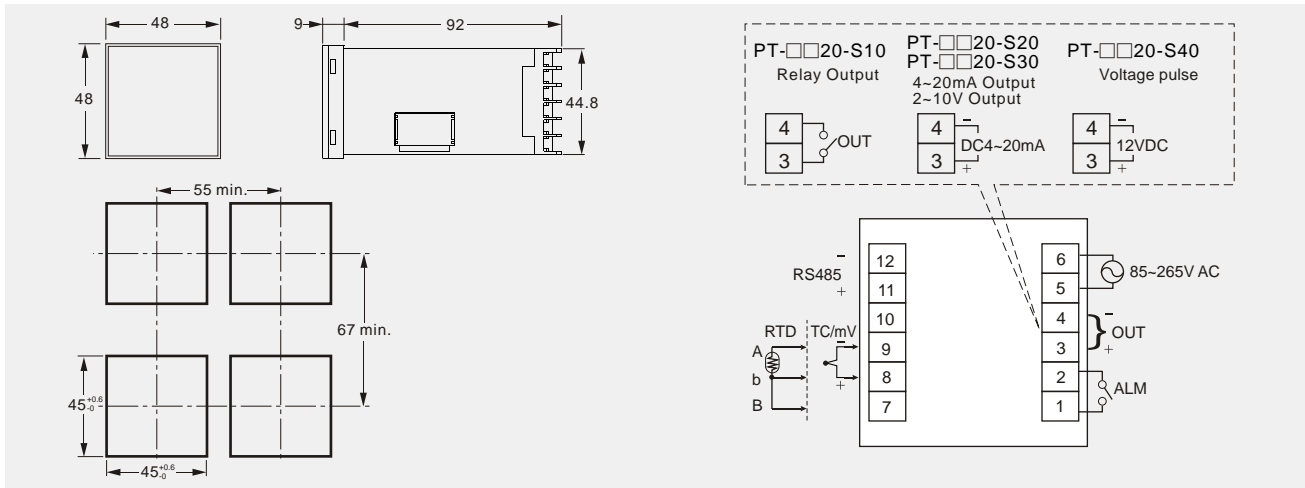 48
48
9
92
44.8
55 min.
67 min.
45+0.6 -0
45+0.6 -0
PT-□□20-S10
Relay Output
4
3
OUT
PT-□□20-S20
PT-□□20-S30
4~20mA Output
2~10V Output
4
3
-
DC4~20mA
+
PT-□□20-S40
Voltage pulse
4
3
-
12VDC
+
RS485
-
+
12
11
10
9
8
7
RTD
A
b
B
TC/mV
-
+
6
5
4
3
2
1
85~265V AC
-
OUT
+
ALM